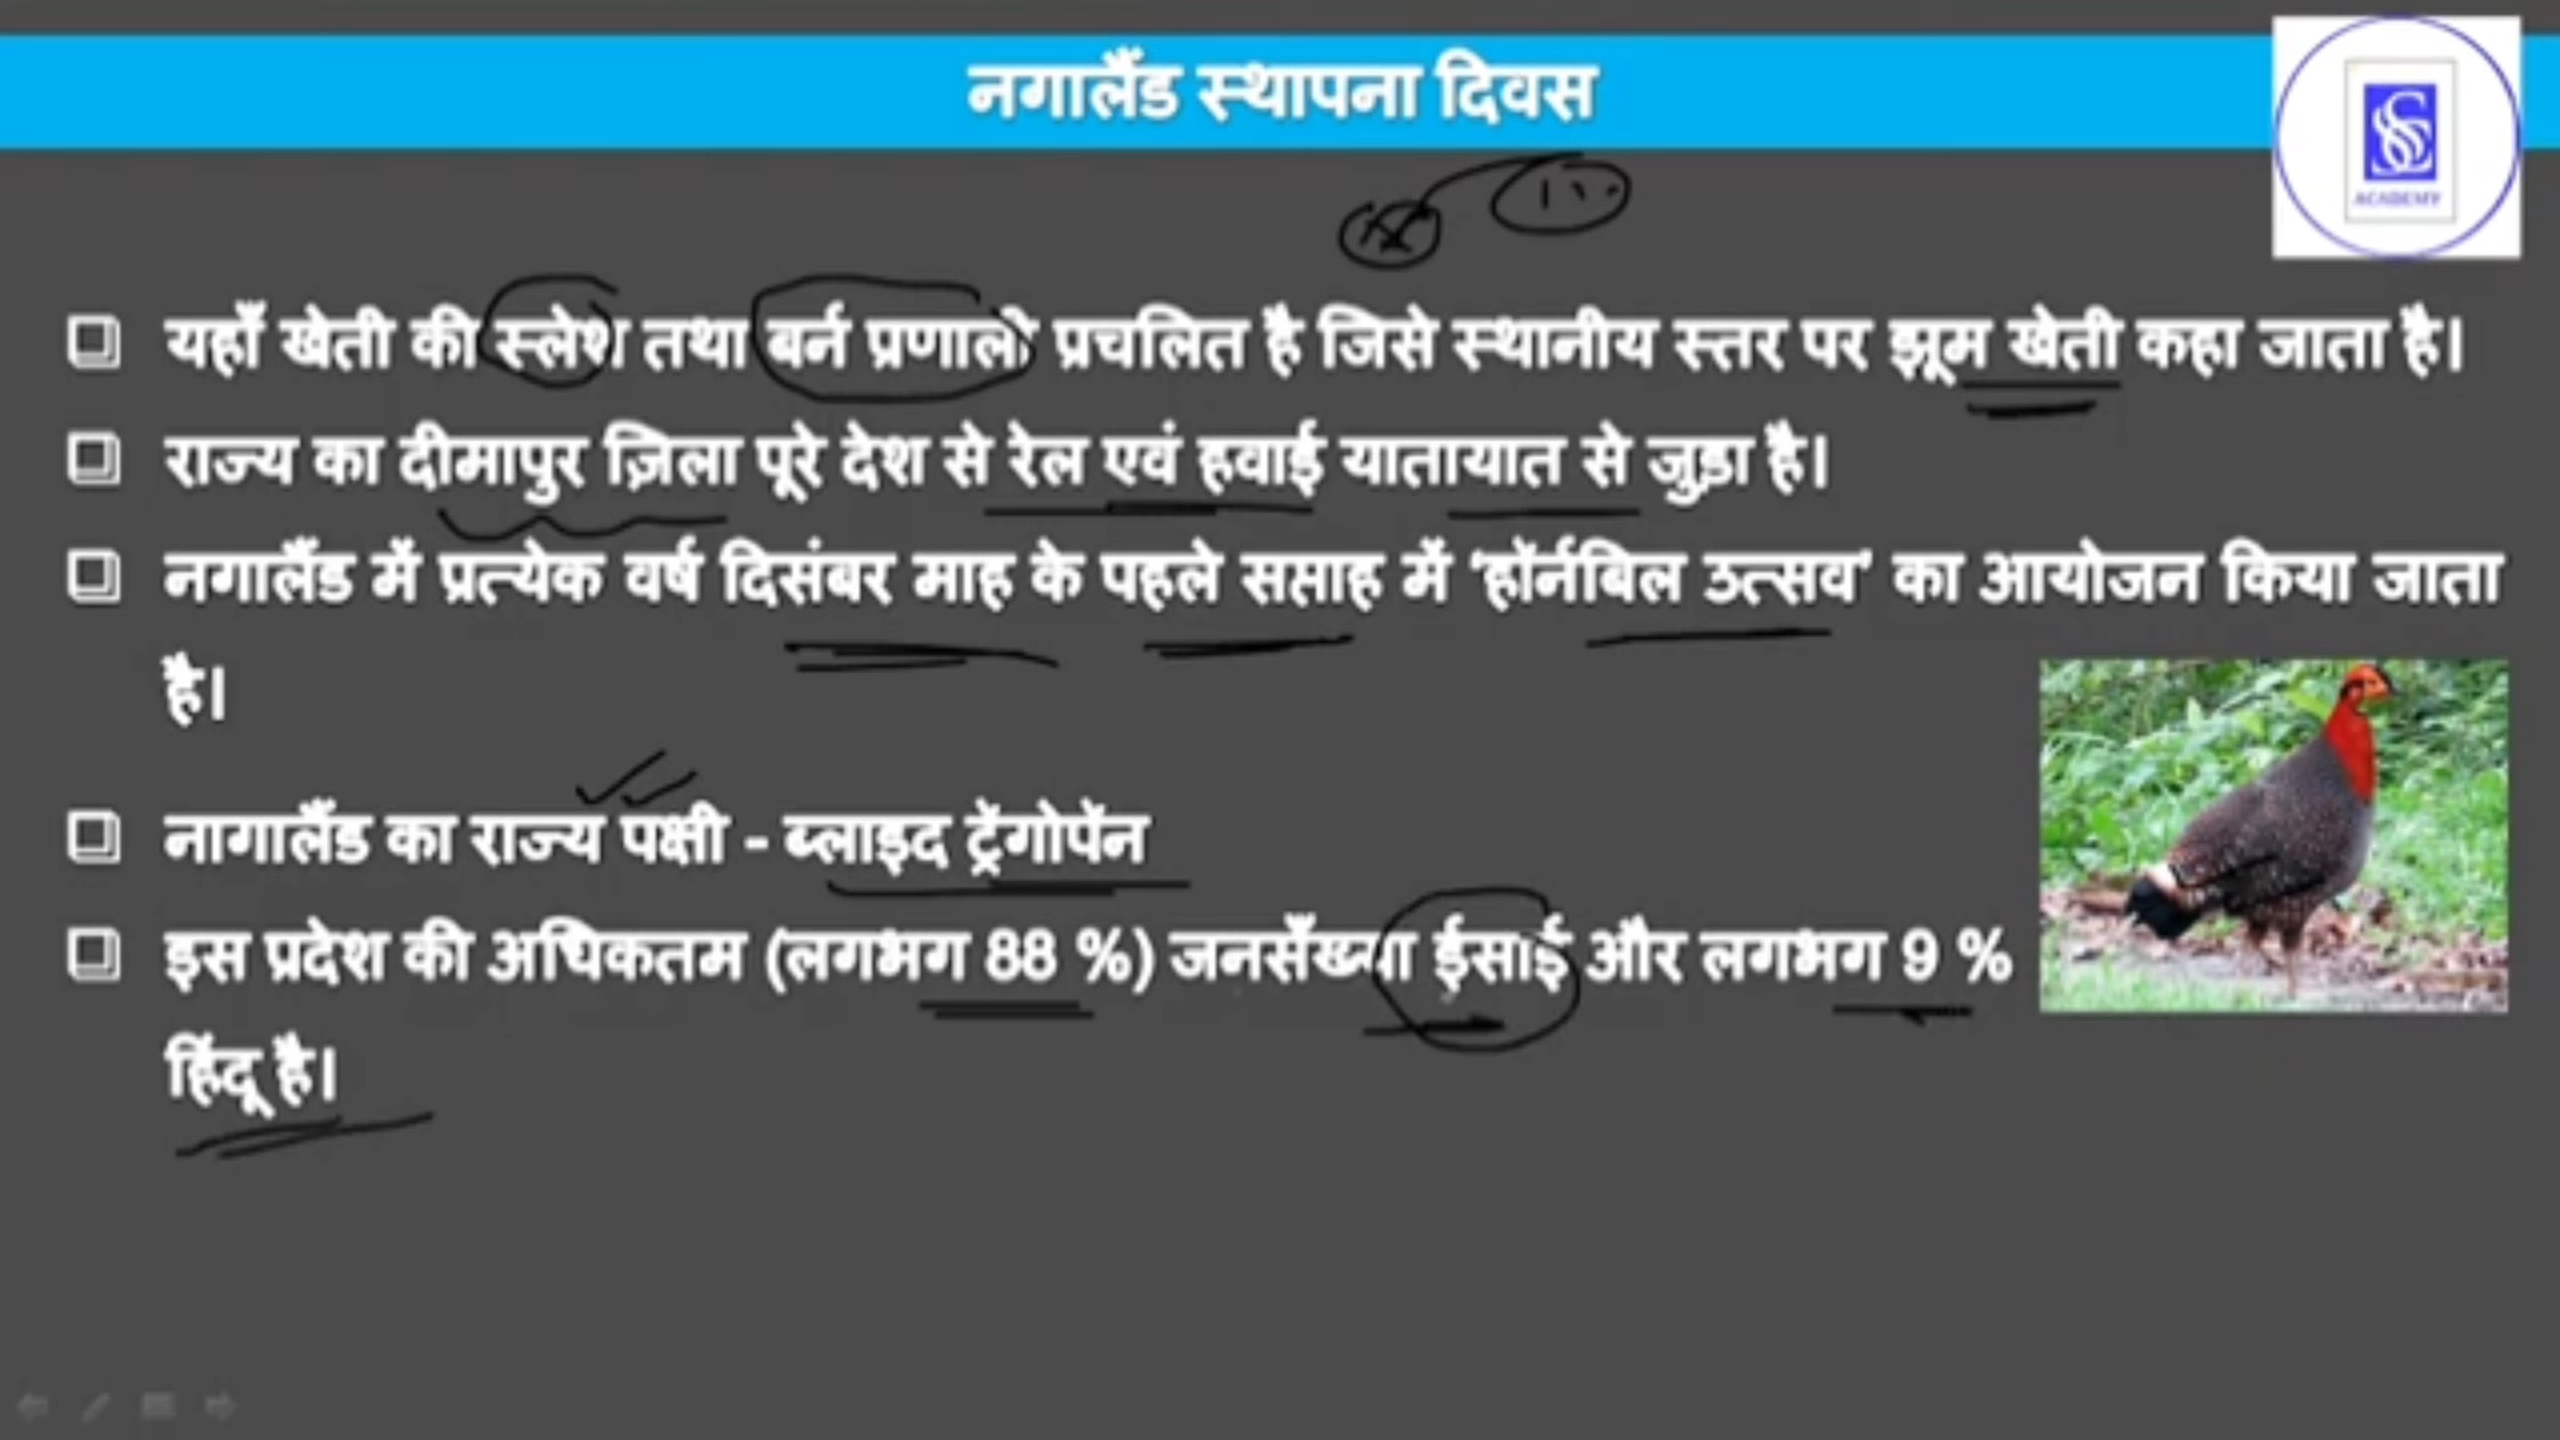 नगालैंड स्थापना दिवस
ACADEMY
यहाँ खेती की स्लेश तथा बर्न प्रणाली प्रचलित है जिसे स्थानीय स्तर पर झूम खेती कहा जाता है।
राज्य का दीमापुर ज़िला पूरे देश से रेल एवं हवाई यातायात से जुड़ा है।
नगालैंड में प्रत्येक वर्ष दिसंबर माह के पहले सप्ताह में 'हॉर्नबिल उत्सव' का आयोजन किया जाता
है।
नागालैंड का राज्य पक्षी - ब्लाइद ट्रॅगोपॅन
इस प्रदेश की अधिकतम (लगभग 88 %) जनसँख्या ईसाई और लगभग 9 %
हिंदू है।